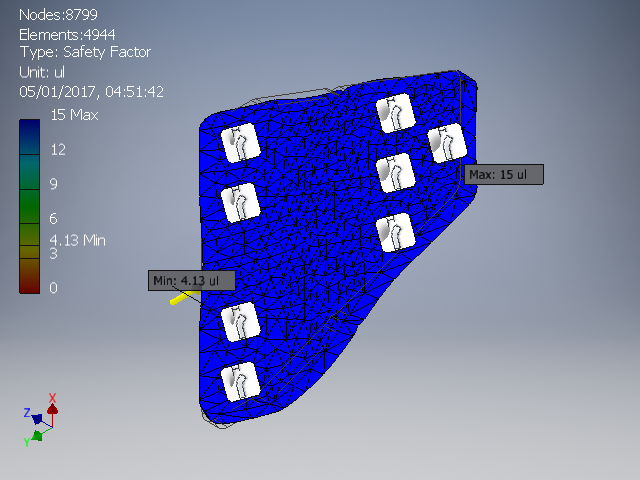 Nodes:8799
Elements:4944
Type: Safety Factor
Unit: ul
05/01/2017, 04:51:42
15 Max
12
9
6
4.13 Min
3
0
Max: 15 ul
Min: 4.13 ul
X
Z
Y